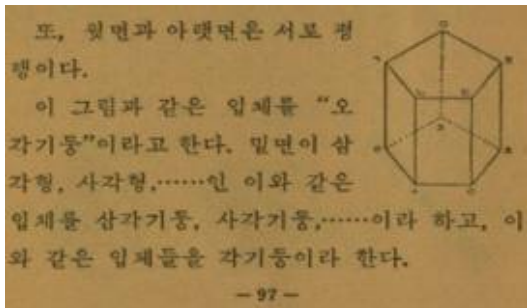 또, 윗면과 아랫면은 서로 평
행이다.
이 그림과 같은 입체를 “오
각기둥”이라고 한다. 밑면이 삼
각형, 사각형,……인 이와 같은
입체를 삼각기둥, 사각기둥,……이라 하고, 이
와 같은 입체들을 각기둥이라 한다.
— 97 —